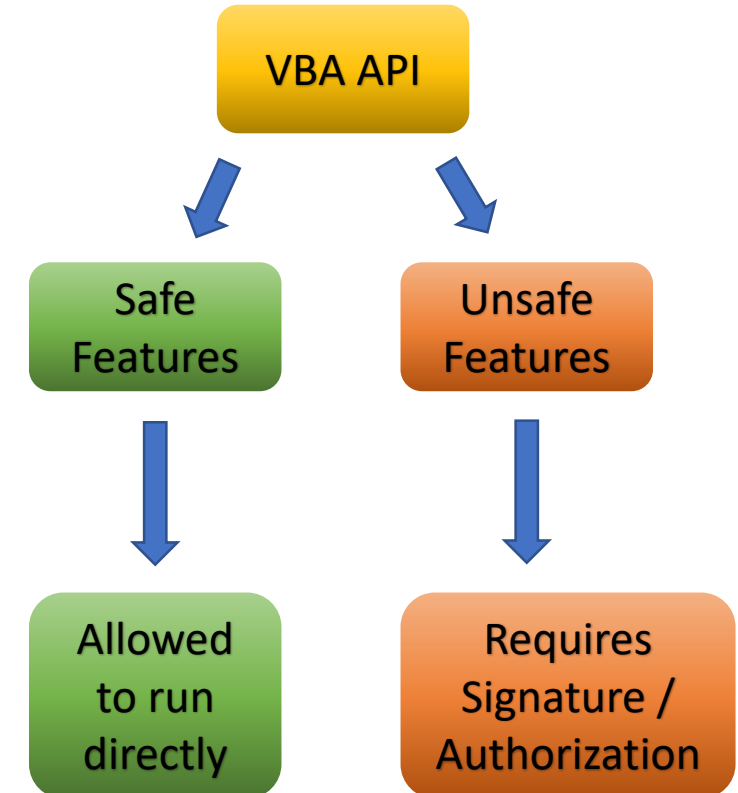 VBA API
Safe
Features
Unsafe
Features
Allowed
to run
directly
Requires
Signature /
Authorization